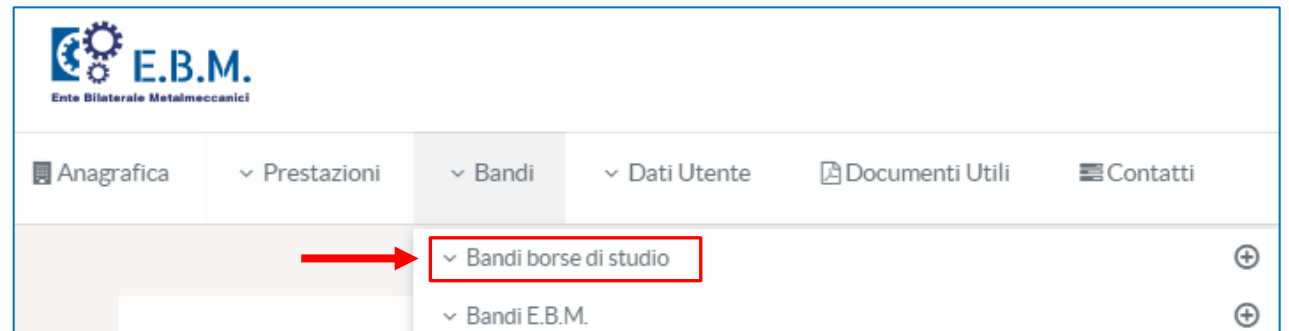 E.B.M.
Ente Bilaterale Metalmeccanici
Anagrafica Prestazioni Bandi Dati Utente Documenti Utili Contatti
Bandi borse di studio
Bandi E.B.M.